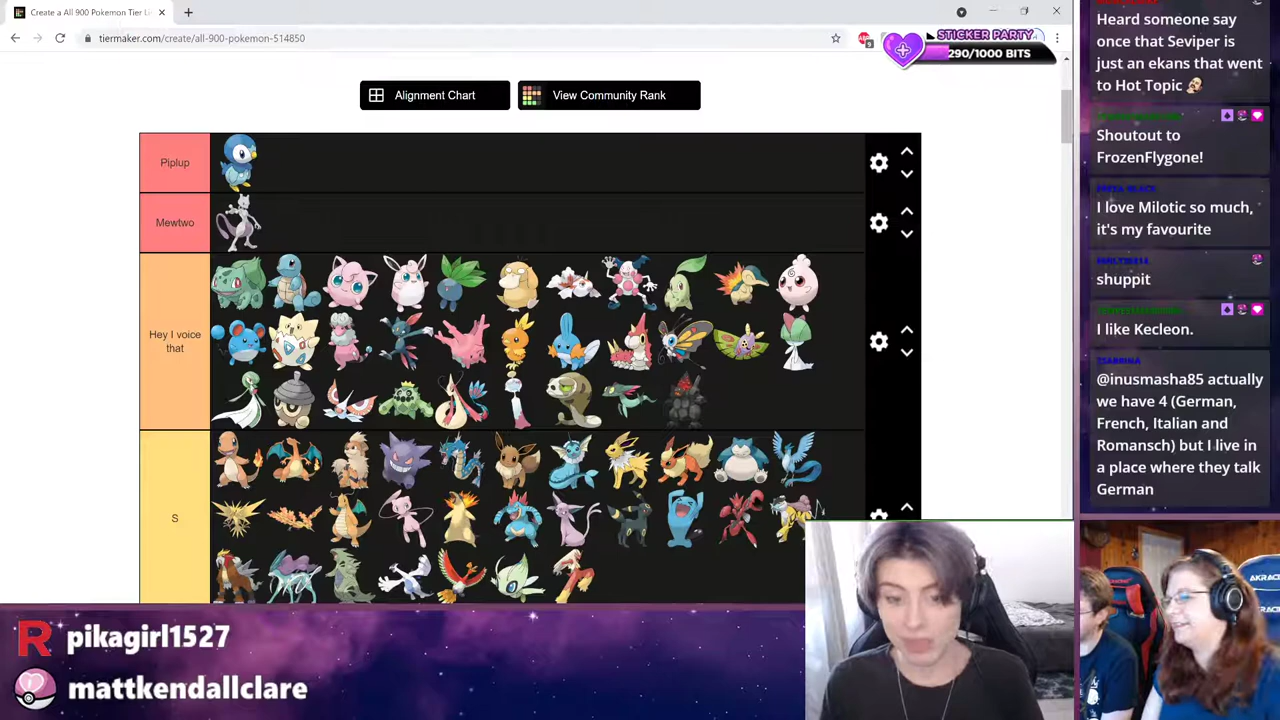 Create a All 900 Pokemon Tier Li
tiermaker.com/create/all-900-pokemon-514850
STICKER PARTY
290/1000 BITS
Alignment Chart
View Community Rank
Piplup
Mewtwo
Hey I voice
that
S
Heard someone say
once that Seviper is
just an ekans that went
to Hot Topic
Shoutout to
FrozenFlygone!
I love Milotic so much,
it's my favourite
shuppit
I like Kecleon.
@inusmasha85 actually
we have 4 (German,
French, Italian and
Romansch) but I live in
a place where they talk
German
AKRACING
R pikagirl1527
mattkendallclare